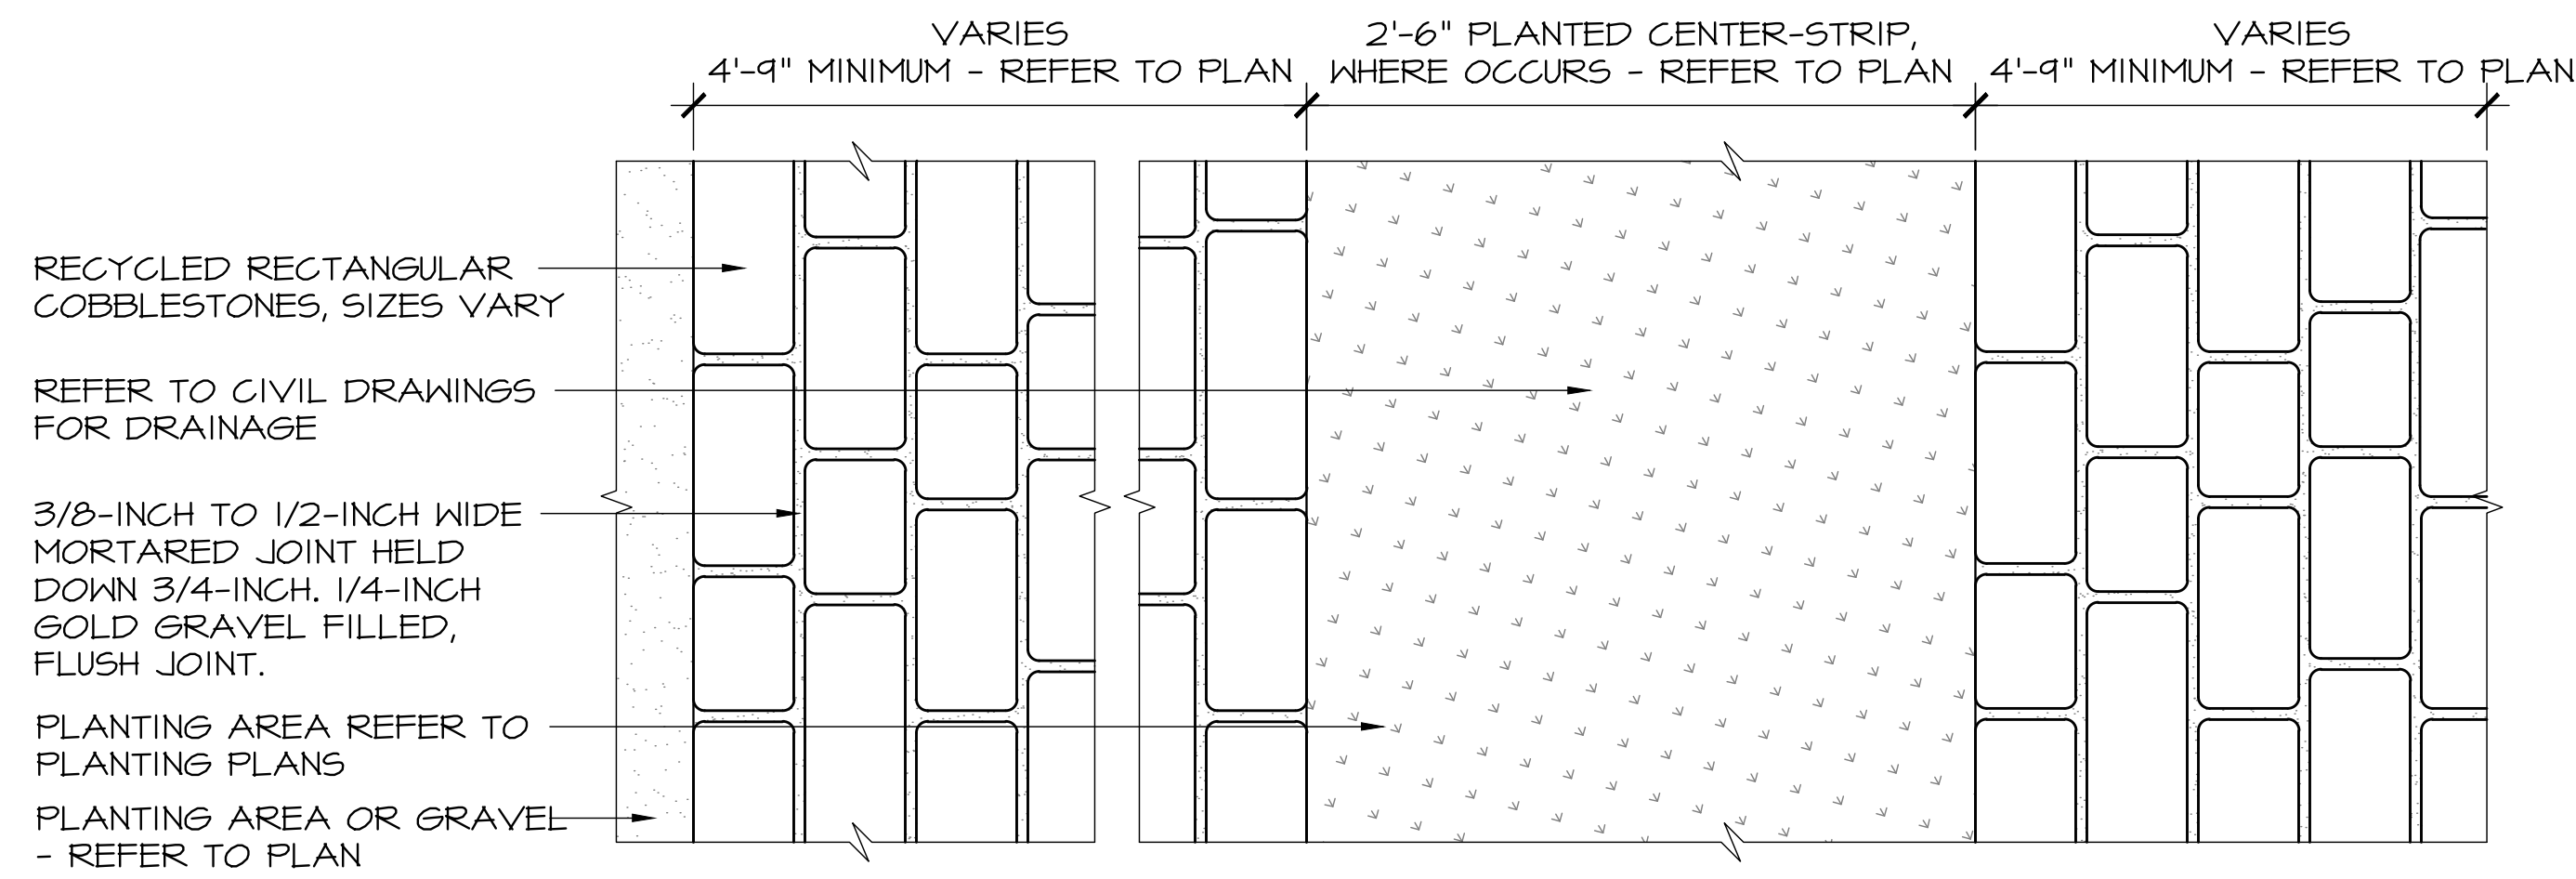 VARIES
4'-9" MINIMUM - REFER TO PLAN
2'-6" PLANTED CENTER-STRIP,
WHERE OCCURS - REFER TO PLAN
VARIES
4'-9" MINIMUM - REFER TO PLAN
RECYCLED RECTANGULAR
COBBLESTONES, SIZES VARY
REFER TO CIVIL DRAWINGS
FOR DRAINAGE
3/8-INCH TO 1/2-INCH WIDE
MORTARED JOINT HELD
DOWN 3/4-INCH. 1/4-INCH
GOLD GRAVEL FILLED,
FLUSH JOINT.
PLANTING AREA REFER TO
PLANTING PLANS
PLANTING AREA OR GRAVEL
- REFER TO PLAN